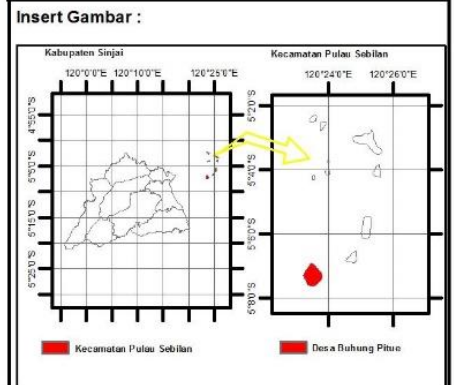 Insert Gambar :
Kabupaten Sinjai
120°0'0"E 120°10'0"E 120°25'0"E
4°55'0"S
5°5'0"S
5°15'0"S
5°25'0"S
Kecamatan Pulau Sebilan
Kecamatan Pulau Sebilan
120°24'0"E 120°26'0"E
5°2'0"S
5°4'0"S
5°6'0"S
5°8'0"S
Desa Buhung Pitue